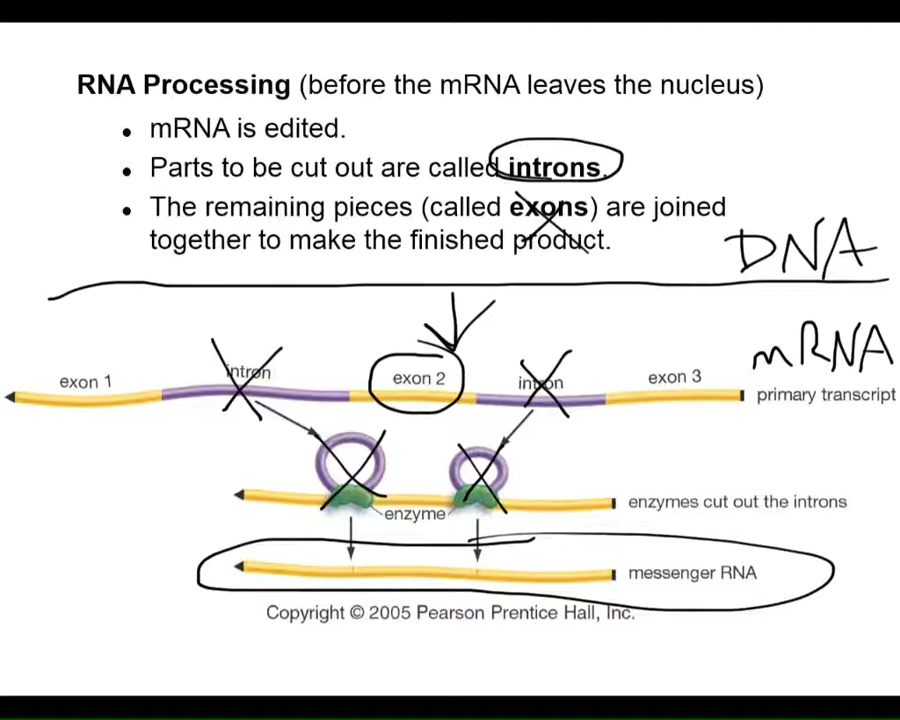 RNA Processing (before the mRNA leaves the nucleus)
• mRNA is edited.
• Parts to be cut out are called introns.
• The remaining pieces (called exons) are joined
together to make the finished product.
DNA
mRNA
exon 1
intron
exon 2
intron
exon 3
primary transcript
enzyme
enzymes cut out the introns
messenger RNA
Copyright © 2005 Pearson Prentice Hall, Inc.